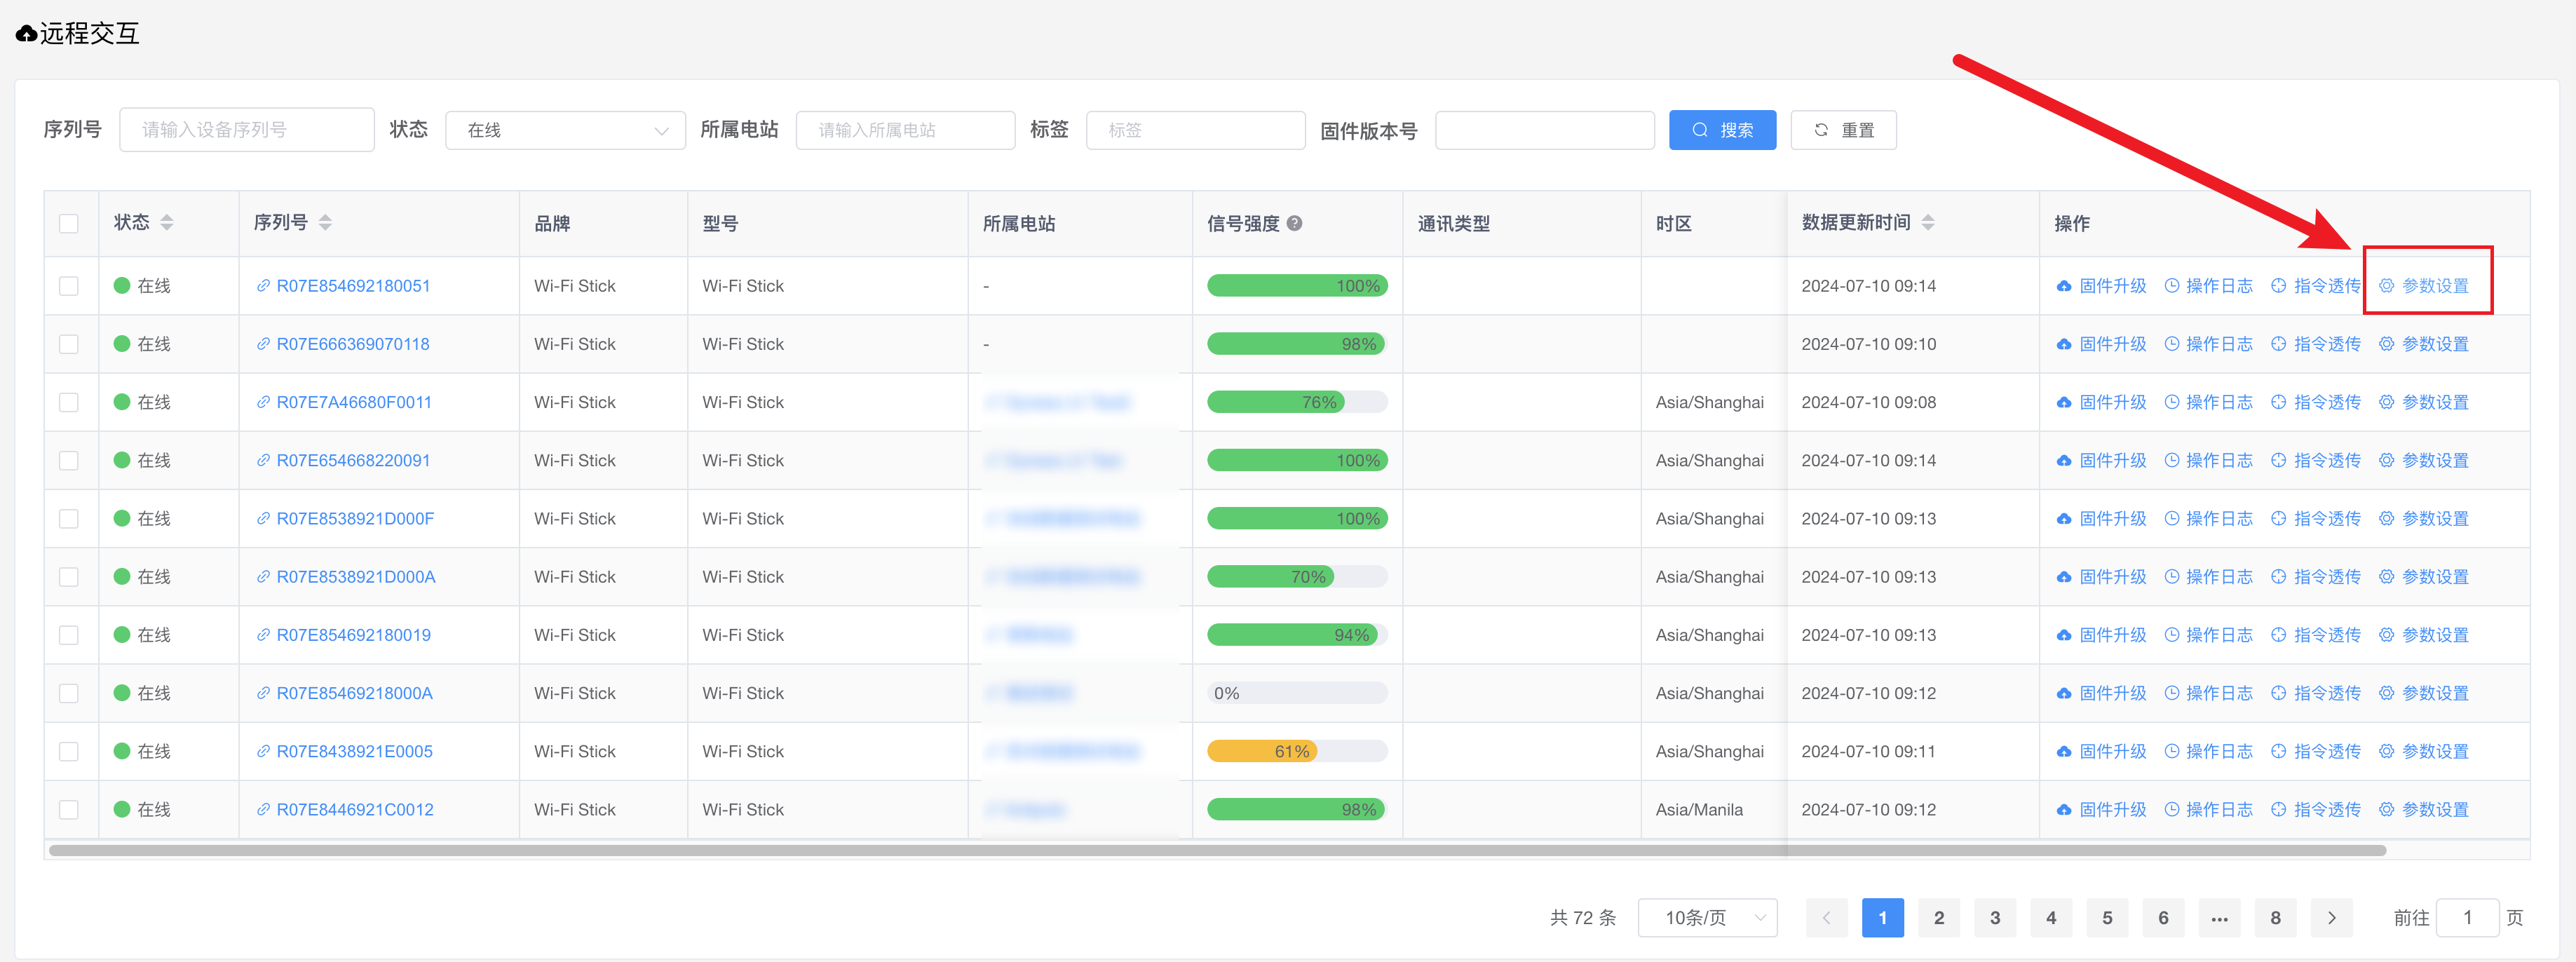 远程交互
序列号 请输入设备序列号 状态 在线 所属电站 请输入所属电站 标签 标签 固件版本号 搜索 重置
状态 序列号 品牌 型号 所属电站 信号强度 ? 通讯类型 时区 数据更新时间 操作
在线 R07E854692180051 Wi-Fi Stick Wi-Fi Stick - 100% 2024-07-10 09:14 固件升级 操作日志 指令透传 参数设置
在线 R07E666369070118 Wi-Fi Stick Wi-Fi Stick - 98% 2024-07-10 09:10 固件升级 操作日志 指令透传 参数设置
在线 R07E7A46680F0011 Wi-Fi Stick Wi-Fi Stick 76% Asia/Shanghai 2024-07-10 09:08 固件升级 操作日志 指令透传 参数设置
在线 R07E654668220091 Wi-Fi Stick Wi-Fi Stick 100% Asia/Shanghai 2024-07-10 09:14 固件升级 操作日志 指令透传 参数设置
在线 R07E8538921D000F Wi-Fi Stick Wi-Fi Stick 100% Asia/Shanghai 2024-07-10 09:13 固件升级 操作日志 指令透传 参数设置
在线 R07E8538921D000A Wi-Fi Stick Wi-Fi Stick 70% Asia/Shanghai 2024-07-10 09:13 固件升级 操作日志 指令透传 参数设置
在线 R07E854692180019 Wi-Fi Stick Wi-Fi Stick 94% Asia/Shanghai 2024-07-10 09:13 固件升级 操作日志 指令透传 参数设置
在线 R07E85469218000A Wi-Fi Stick Wi-Fi Stick 0% Asia/Shanghai 2024-07-10 09:12 固件升级 操作日志 指令透传 参数设置
在线 R07E8438921E0005 Wi-Fi Stick Wi-Fi Stick 61% Asia/Shanghai 2024-07-10 09:11 固件升级 操作日志 指令透传 参数设置
在线 R07E8446921C0012 Wi-Fi Stick Wi-Fi Stick 98% Asia/Manila 2024-07-10 09:12 固件升级 操作日志 指令透传 参数设置
共 72 条 10条/页 1 2 3 4 5 6 ... 8 前往 1 页